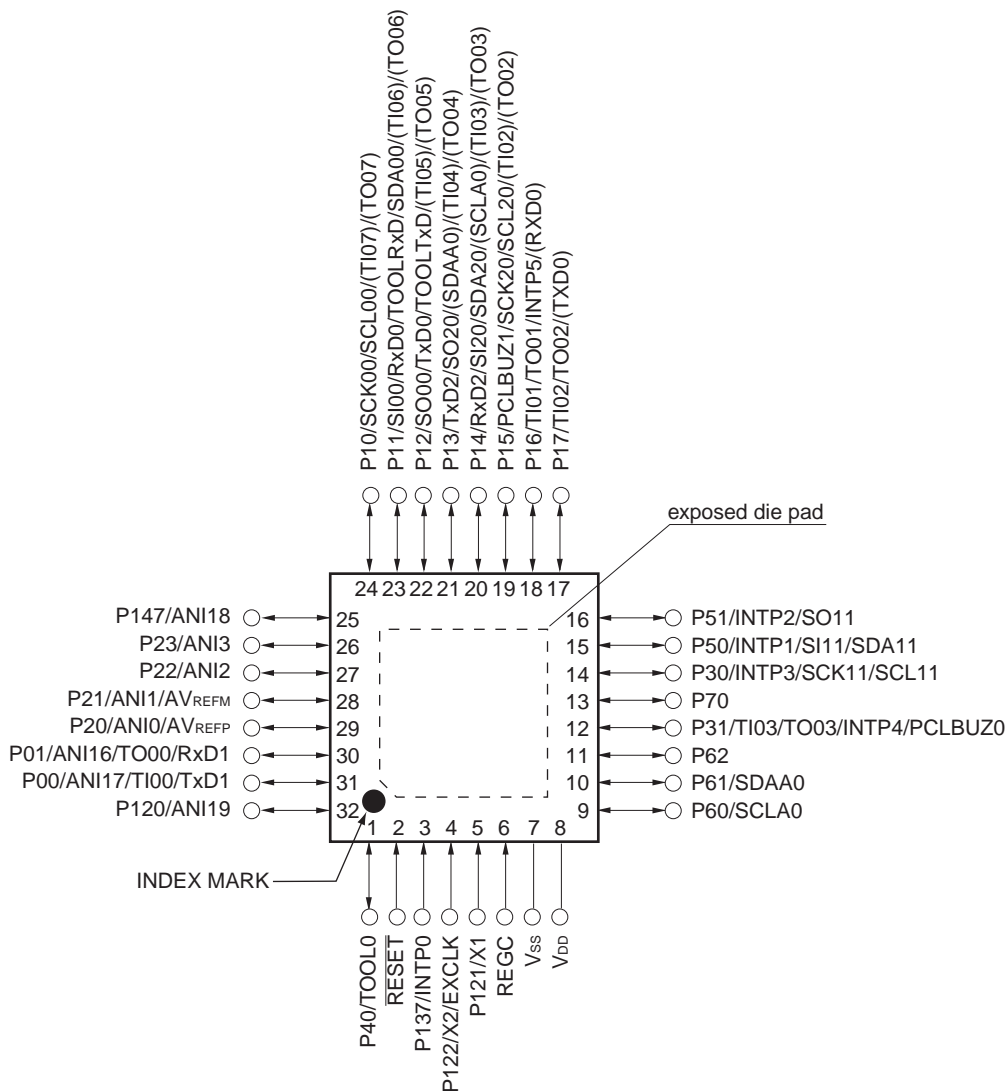 P10/SCK00/SCL00/(TI07)/(TO07)
P11/SI00/RxD0/TOOLRxD/SDA00/(TI06)/(TO06)
P12/SO00/TxD0/TOOLTxD/(TI05)/(TO05)
P13/TxD2/SO20/(SDAA0)/(TI04)/(TO04)
P14/RxD2/SI20/SDA20/(SCLA0)/(TI03)/(TO03)
P15/PCLBUZ1/SCK20/SCL20/(TI02)/(TO02)
P16/TI01/TO01/INTP5/(RXD0)
P17/TI02/TO02/(TXD0)
exposed die pad
24 23 22 21 20 19 18 17
P147/ANI18 25
P23/ANI3 26
P22/ANI2 27
P21/ANI1/AVREFM 28
P20/ANI0/AVREFP 29
P01/ANI16/TO00/RxD1 30
P00/ANI17/TI00/TxD1 31
P120/ANI19 32
16 P51/INTP2/SO11
15 P50/INTP1/SI11/SDA11
14 P30/INTP3/SCK11/SCL11
13 P70
12 P31/TI03/TO03/INTP4/PCLBUZ0
11 P62
10 P61/SDAA0
9 P60/SCLA0
1 2 3 4 5 6 7 8
INDEX MARK
P40/TOOL0
RESET
P137/INTP0
P122/X2/EXCLK
P121/X1
REGC
VSS
VDD